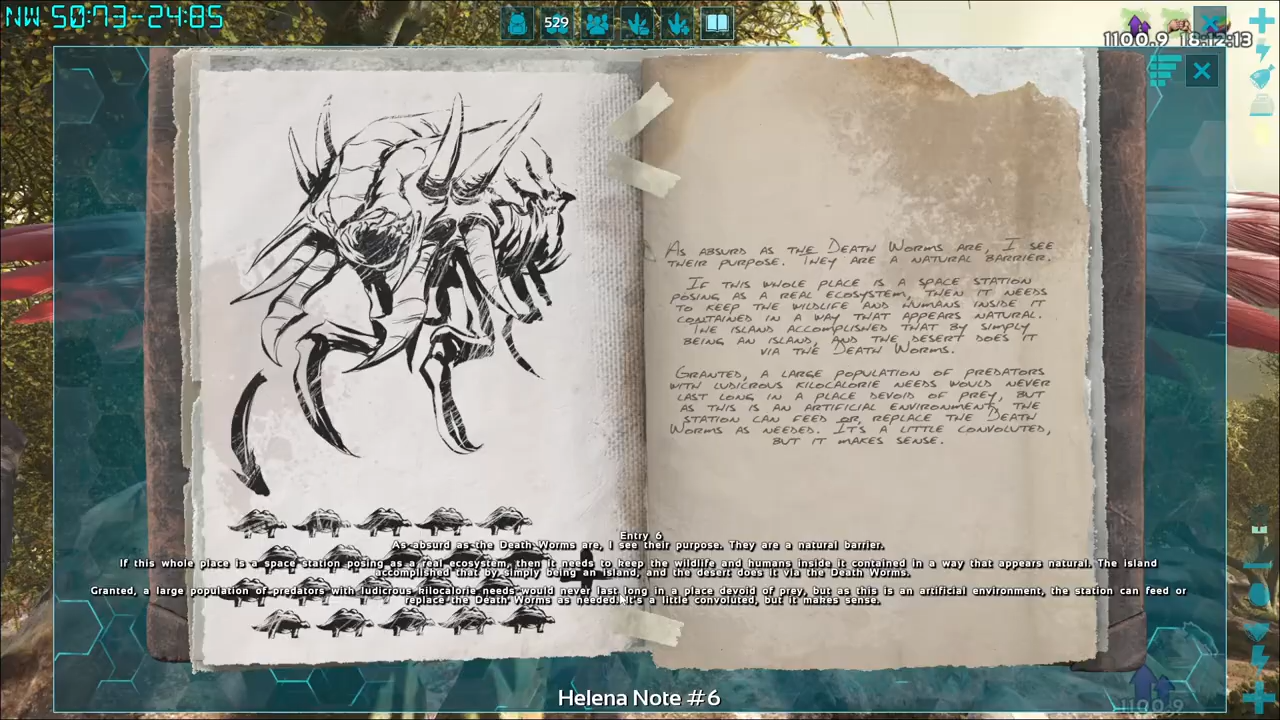 NW 50:73-24:85
529
1100.9 18:12:13
As absurd as the Death Worms are, I see
their purpose. They are a natural barrier.
If this whole place is a space station
posing as a real ecosystem, then it needs
to keep the wildlife and humans inside it
contained in a way that appears natural.
The island accomplished that by simply
being an island, and the desert does it
via the Death Worms.
Granted, a large population of predators
with ludicrous kilocalorie needs would never
last long in a place devoid of prey, but
as this is an artificial environment, the
station can feed or replace the Death
Worms as needed. It's a little convoluted,
but it makes sense.
Entry 6
As absurd as the Death Worms are, I see their purpose. They are a natural barrier.
If this whole place is a space station posing as a real ecosystem, then it needs to keep the wildlife and humans inside it contained in a way that appears natural. The island
accomplished that by simply being an island, and the desert does it via the Death Worms.
Granted, a large population of predators with ludicrous kilocalorie needs would never last long in a place devoid of prey, but as this is an artificial environment, the station can feed or
replace the Death Worms as needed. It's a little convoluted, but it makes sense.
Helena Note #6
1100.9